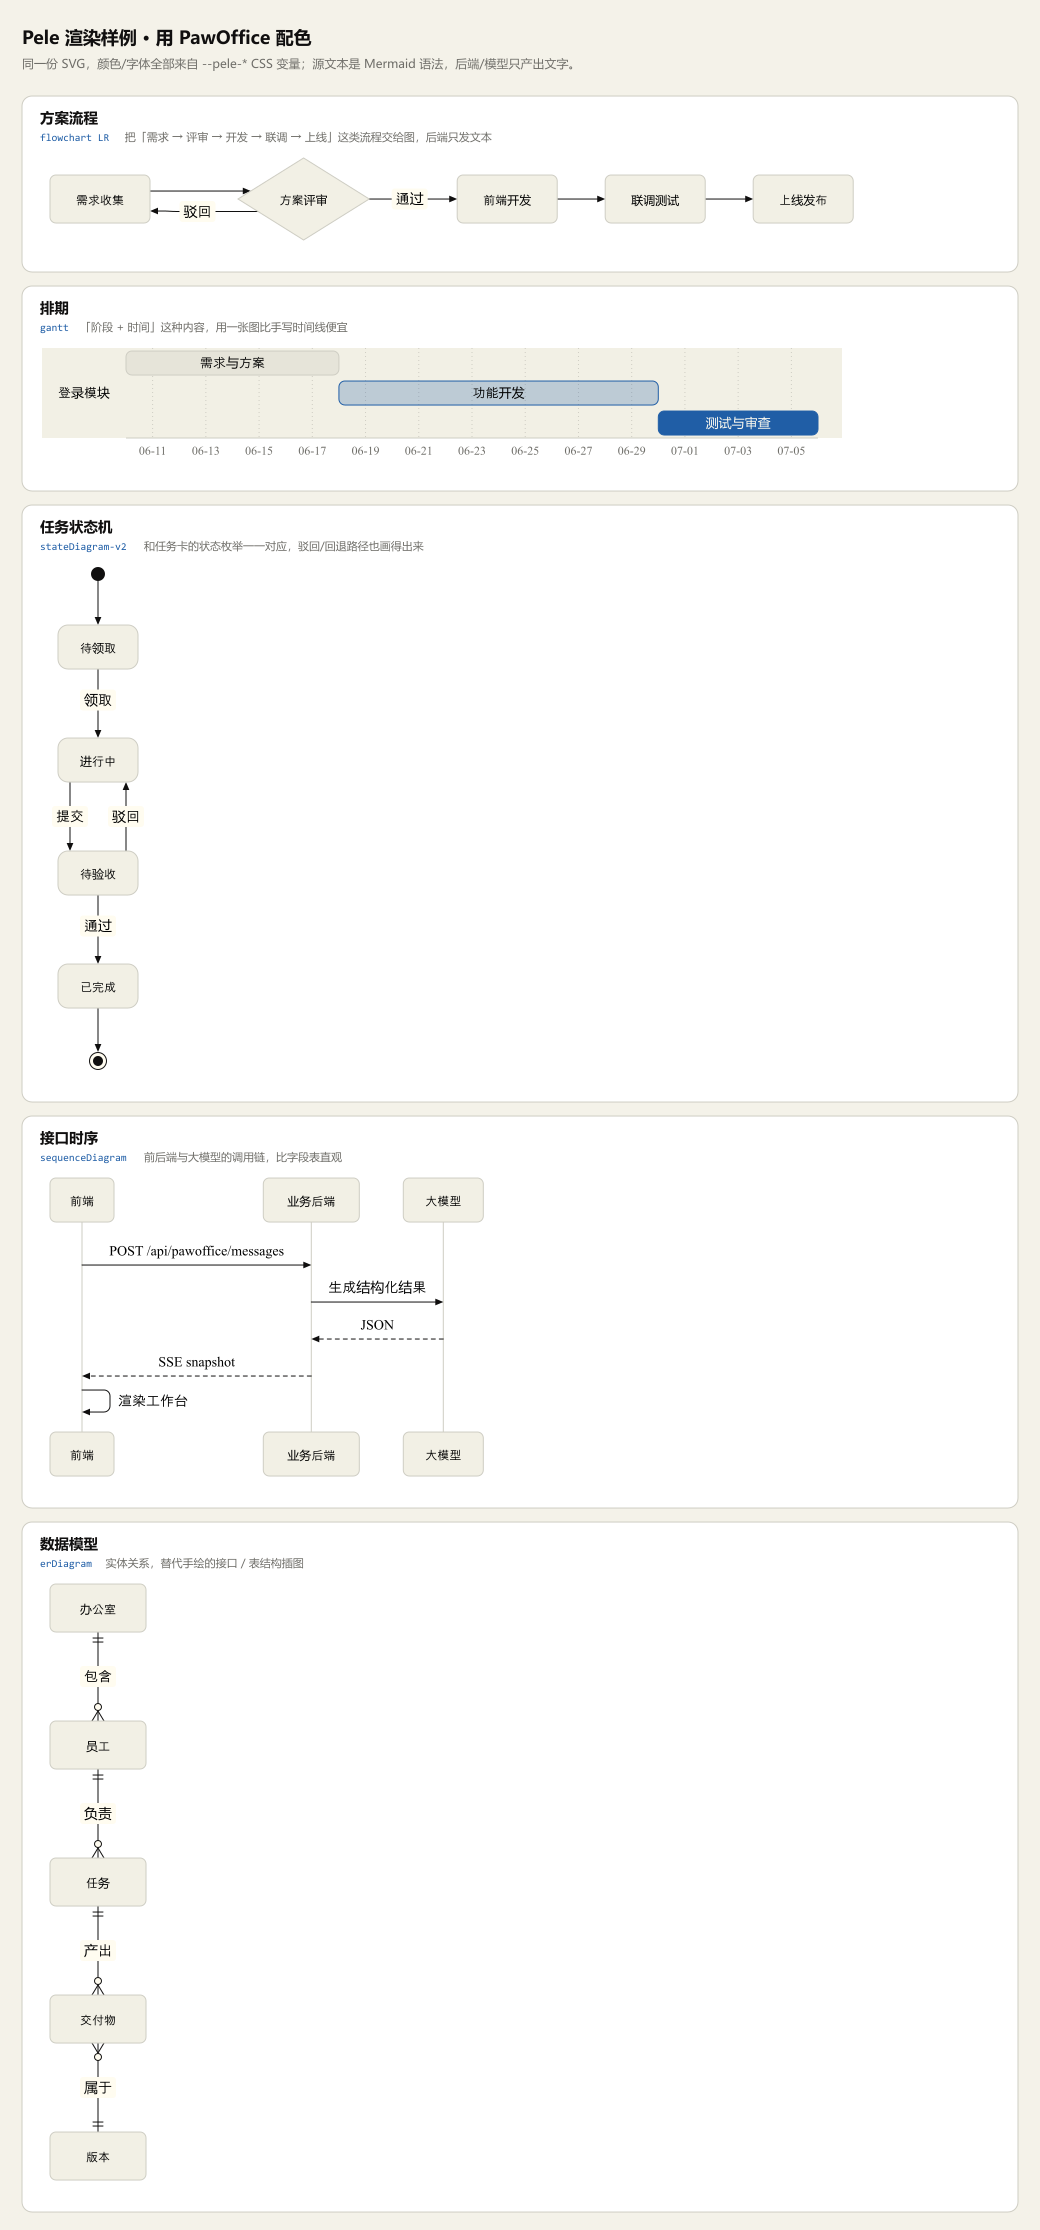 Pele 渲染样例 · 用 PawOffice 配色
同一份 SVG，颜色/字体全部来自 --pele-* CSS 变量；源文本是 Mermaid 语法，后端/模型只产出文字。
方案流程
flowchart LR 把「需求 → 评审 → 开发 → 联调 → 上线」这类流程交给图，后端只发文本
需求收集 方案评审 通过 前端开发 联调测试 上线发布
驳回
排期
gantt 「阶段 + 时间」这种内容，用一张图比手写时间线便宜
需求与方案
登录模块 功能开发
测试与审查
06-11 06-13 06-15 06-17 06-19 06-21 06-23 06-25 06-27 06-29 07-01 07-03 07-05
任务状态机
stateDiagram-v2 和任务卡的状态枚举一一对应，驳回/回退路径也画得出来
待领取
领取
进行中
提交 驳回
待验收
通过
已完成
接口时序
sequenceDiagram 前后端与大模型的调用链，比字段表直观
前端 业务后端 大模型
POST /api/pawoffice/messages
生成结构化结果
JSON
SSE snapshot
渲染工作台
前端 业务后端 大模型
数据模型
erDiagram 实体关系，替代手绘的接口 / 表结构插图
办公室
包含
员工
负责
任务
产出
交付物
属于
版本